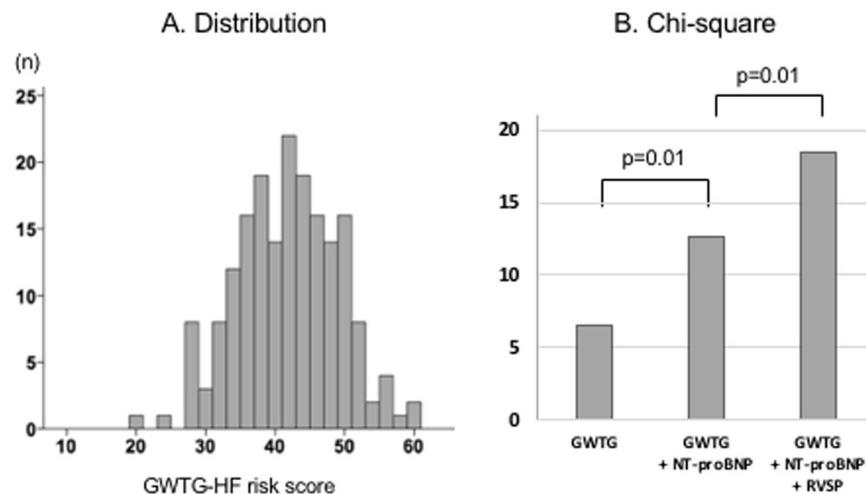 A. Distribution
(n)
25
20
15
10
5
0
10 20 30 40 50 60
GWTG-HF risk score
B. Chi-square
p=0.01
p=0.01
20
15
10
5
0
GWTG
GWTG
+ NT-proBNP
GWTG
+ NT-proBNP
+ RVSP